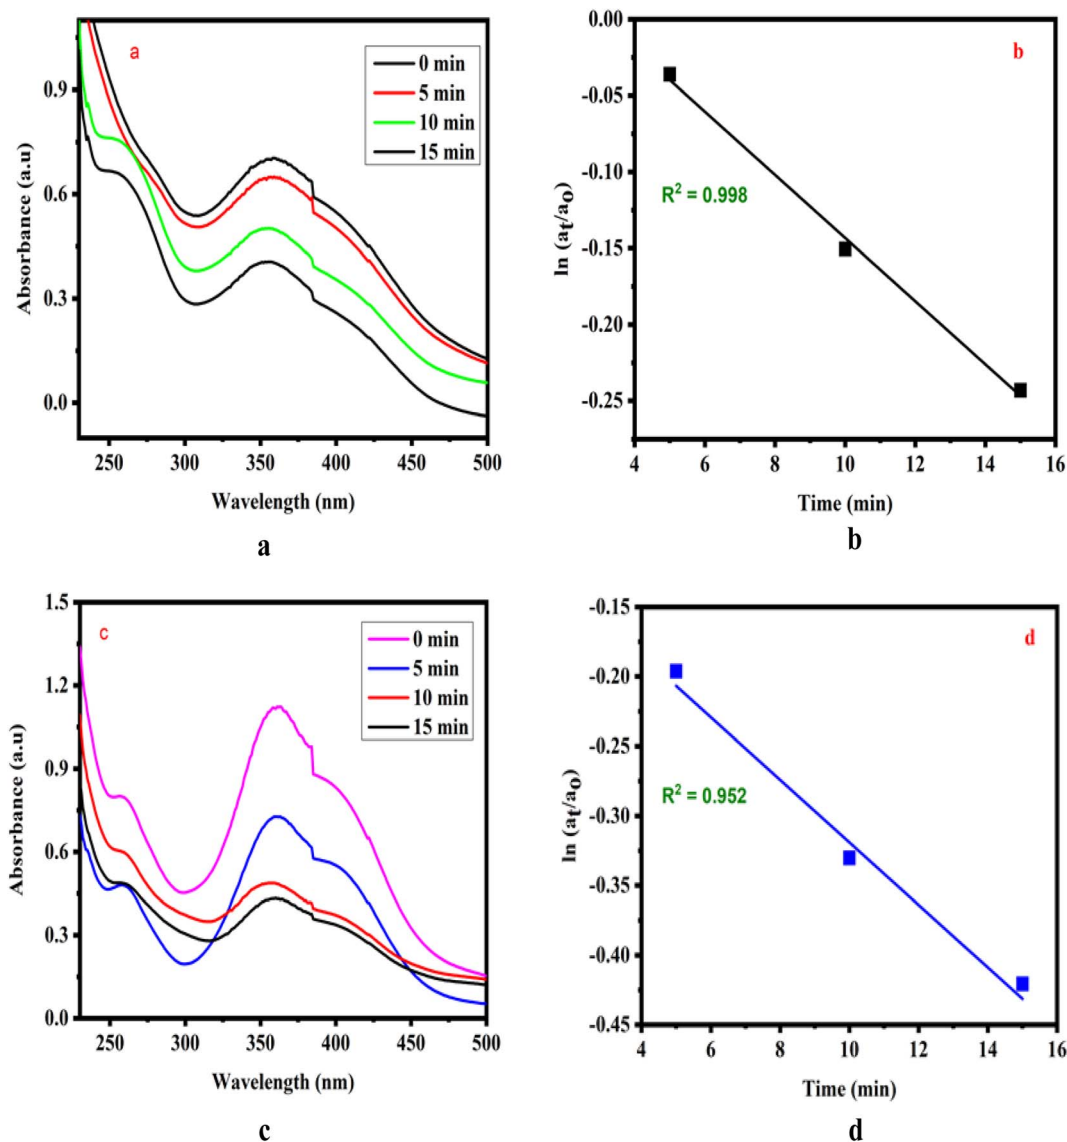 a
0 min
5 min
10 min
15 min
0.9
0.6
0.3
0.0
Absorbance (a.u)
250 300 350 400 450 500
Wavelength (nm)
a
b
0.00
-0.05
-0.10
-0.15
-0.20
-0.25
ln (at/ao)
R2 = 0.998
4 6 8 10 12 14 16
Time (min)
b
c
0 min
5 min
10 min
15 min
1.5
1.2
0.9
0.6
0.3
0.0
Absorbance (a.u)
250 300 350 400 450 500
Wavelength (nm)
c
d
-0.15
-0.20
-0.25
-0.30
-0.35
-0.40
-0.45
ln (at/ao)
R2 = 0.952
4 6 8 10 12 14 16
Time (min)
d